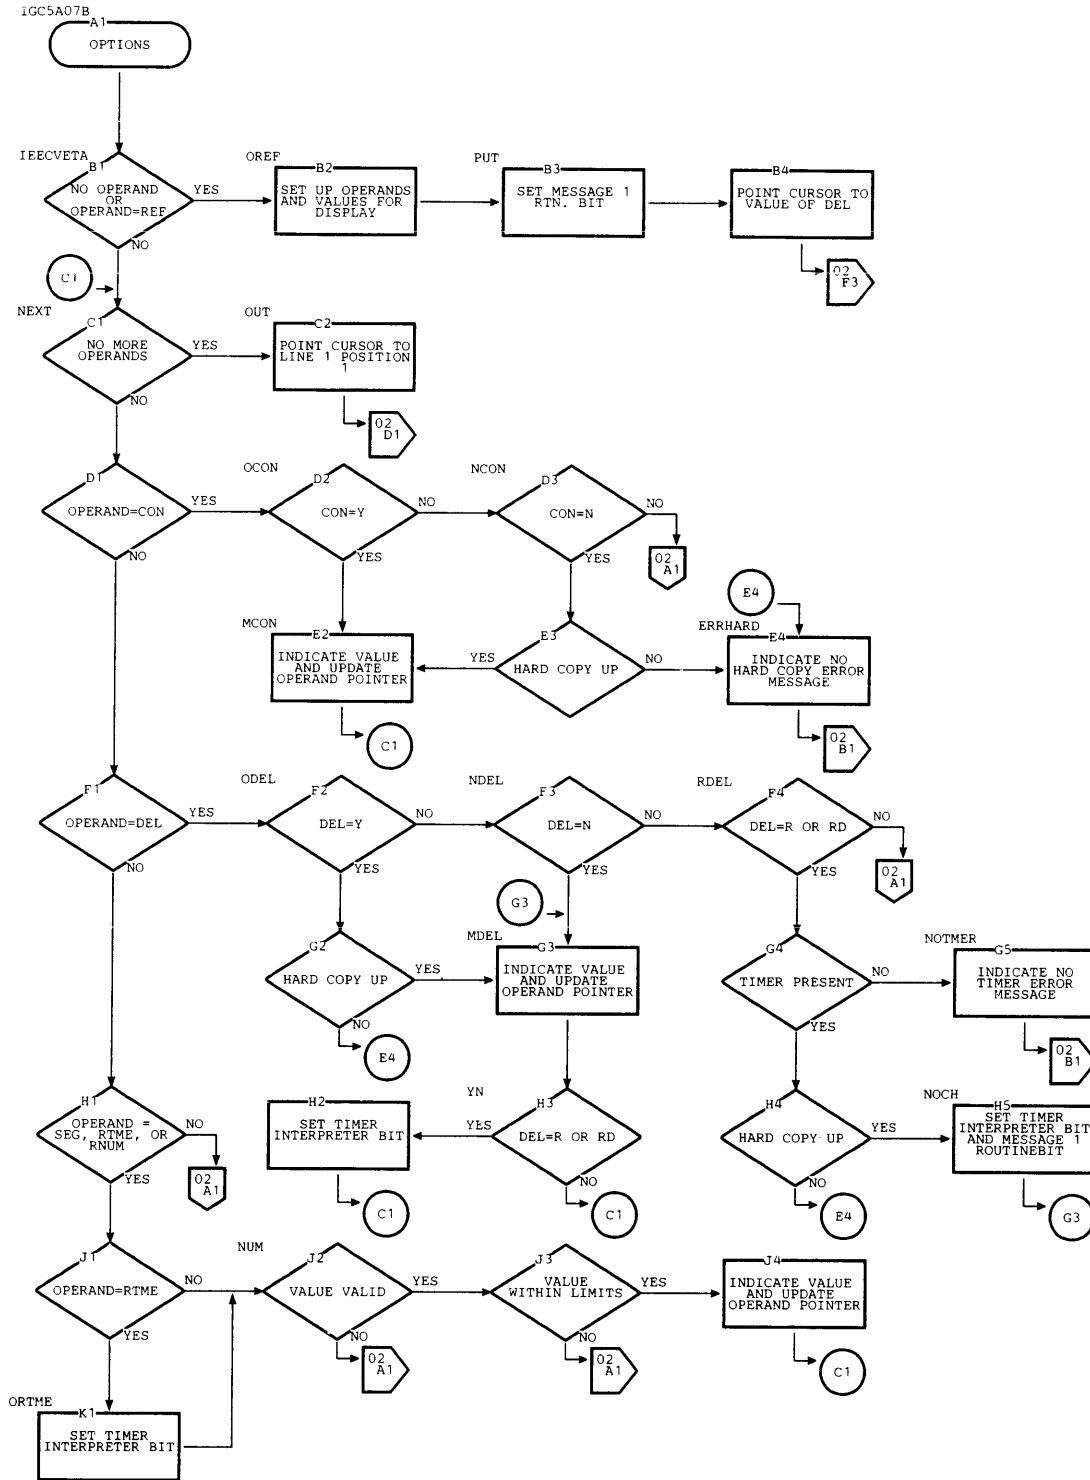 IGC5A07B
A1
OPTIONS
IEECVETA
B1
NO OPERAND
OR
OPERAND=REF
YES
NO
OREF
B2
SET UP OPERANDS
AND VALUES FOR
DISPLAY
PUT
B3
SET MESSAGE 1
RTN. BIT
B4
POINT CURSOR TO
VALUE OF DEL
02
F3
C1
NEXT
C1
NO MORE
OPERANDS
YES
NO
OUT
C2
POINT CURSOR TO
LINE 1 POSITION
1
02
D1
D1
OPERAND=CON
YES
NO
OCON
D2
CON=Y
NO
YES
NCON
D3
CON=N
NO
YES
02
A1
MCON
E2
INDICATE VALUE
AND UPDATE
OPERAND POINTER
C1
E3
HARD COPY UP
YES
NO
E4
ERRHARD
E4
INDICATE NO
HARD COPY ERROR
MESSAGE
02
B1
F1
OPERAND=DEL
YES
NO
ODEL
F2
DEL=Y
NO
YES
NDEL
F3
DEL=N
NO
YES
RDEL
F4
DEL=R OR RD
NO
YES
02
A1
G2
HARD COPY UP
YES
NO
E4
G3
MDEL
G3
INDICATE VALUE
AND UPDATE
OPERAND POINTER
G4
TIMER PRESENT
NO
YES
NOTMER
G5
INDICATE NO
TIMER ERROR
MESSAGE
02
B1
H1
OPERAND =
SEG, RTME, OR
RNUM
NO
YES
02
A1
H2
SET TIMER
INTERPRETER BIT
C1
YN
H3
DEL=R OR RD
YES
NO
C1
H4
HARD COPY UP
YES
NO
E4
NOCH
H5
SET TIMER
INTERPRETER BIT
AND MESSAGE 1
ROUTINEBIT
G3
J1
OPERAND=RTME
NO
YES
NUM
J2
VALUE VALID
YES
NO
02
A1
J3
VALUE
WITHIN LIMITS
YES
NO
02
A1
J4
INDICATE VALUE
AND UPDATE
OPERAND POINTER
C1
ORTME
K1
SET TIMER
INTERPRETER BIT